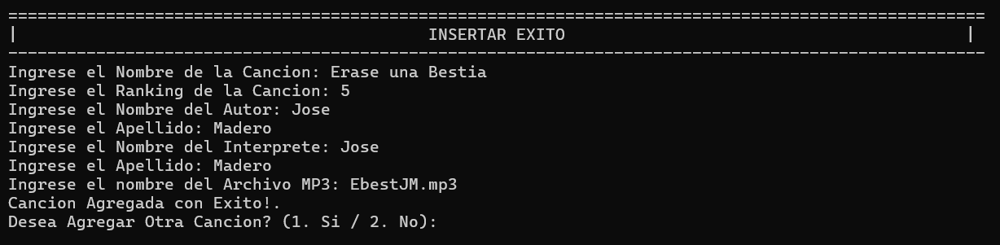 ====================================================================================================
|                                          INSERTAR EXITO                                         |
----------------------------------------------------------------------------------------------------
Ingrese el Nombre de la Cancion: Erase una Bestia
Ingrese el Ranking de la Cancion: 5
Ingrese el Nombre del Autor: Jose
Ingrese el Apellido: Madero
Ingrese el Nombre del Interprete: Jose
Ingrese el Apellido: Madero
Ingrese el nombre del Archivo MP3: EbestJM.mp3
Cancion Agregada con Exito!.
Desea Agregar Otra Cancion? (1. Si / 2. No):